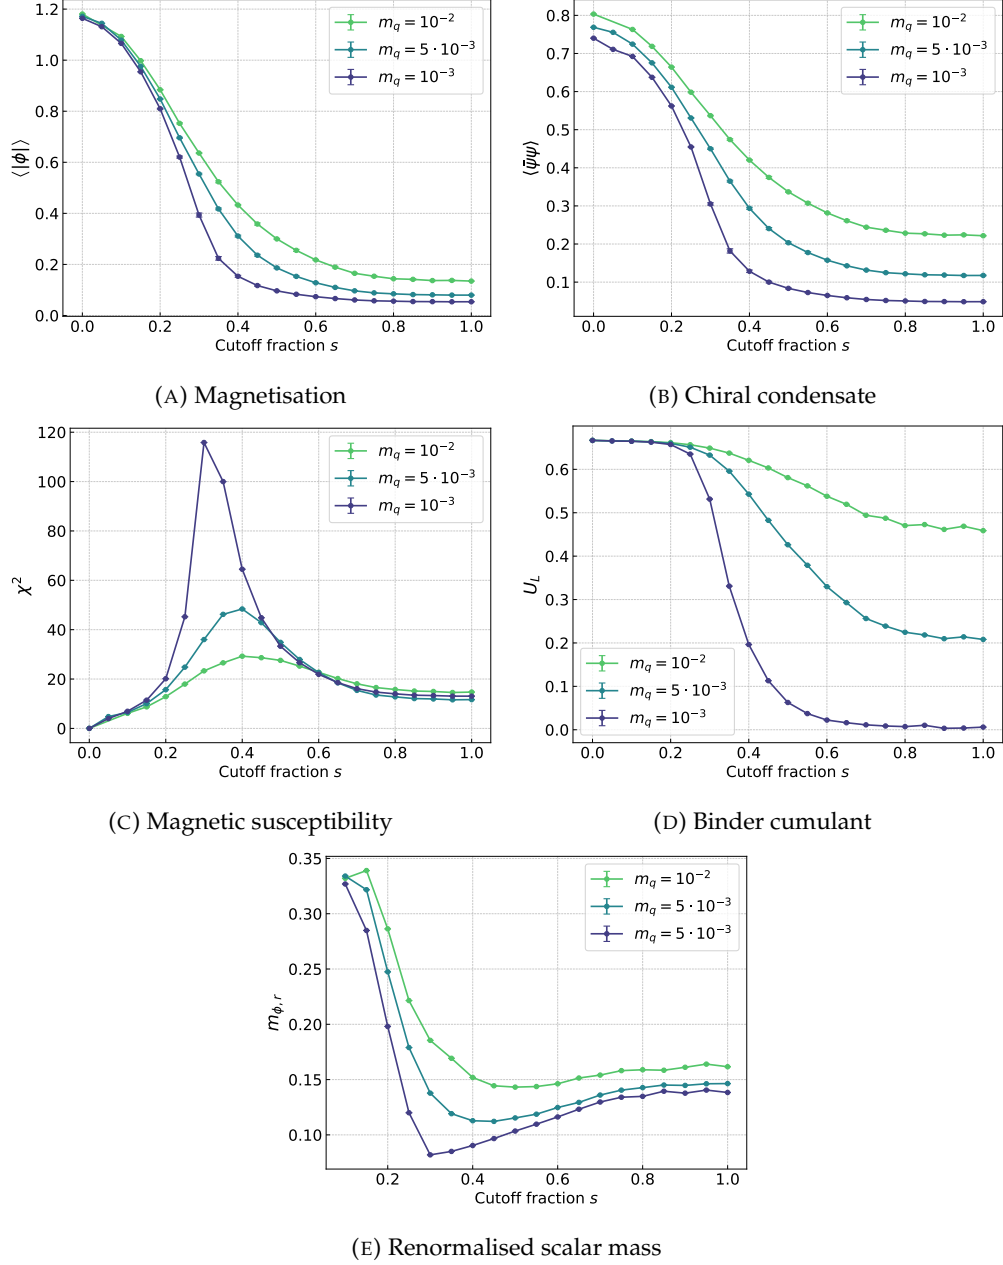 ⟨|ϕ|⟩
1.2
1.0
0.8
0.6
0.4
0.2
0.0
m_q = 10⁻²
m_q = 5 · 10⁻³
m_q = 10⁻³
0.0 0.2 0.4 0.6 0.8 1.0
Cutoff fraction s
(A) Magnetisation
⟨ψ̄ψ⟩
0.8
0.7
0.6
0.5
0.4
0.3
0.2
0.1
m_q = 10⁻²
m_q = 5 · 10⁻³
m_q = 10⁻³
0.0 0.2 0.4 0.6 0.8 1.0
Cutoff fraction s
(B) Chiral condensate
χ²
120
100
80
60
40
20
0
m_q = 10⁻²
m_q = 5 · 10⁻³
m_q = 10⁻³
0.0 0.2 0.4 0.6 0.8 1.0
Cutoff fraction s
(C) Magnetic susceptibility
U_L
0.6
0.5
0.4
0.3
0.2
0.1
0.0
m_q = 10⁻²
m_q = 5 · 10⁻³
m_q = 10⁻³
0.0 0.2 0.4 0.6 0.8 1.0
Cutoff fraction s
(D) Binder cumulant
m_{ϕ,r}
0.35
0.30
0.25
0.20
0.15
0.10
m_q = 10⁻²
m_q = 5 · 10⁻³
m_q = 5 · 10⁻³
0.2 0.4 0.6 0.8 1.0
Cutoff fraction s
(E) Renormalised scalar mass